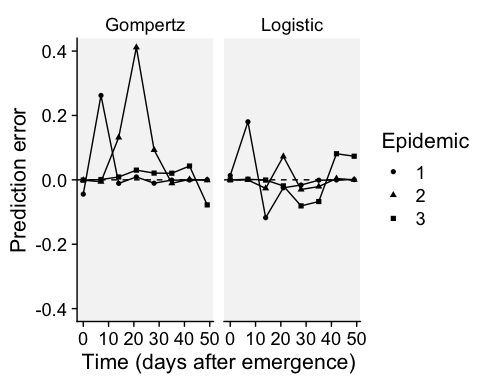 Gompertz Logistic
0.4
0.2
0.0
-0.2
-0.4
Prediction error
0 10 20 30 40 50 0 10 20 30 40 50
Time (days after emergence)
Epidemic
1
2
3